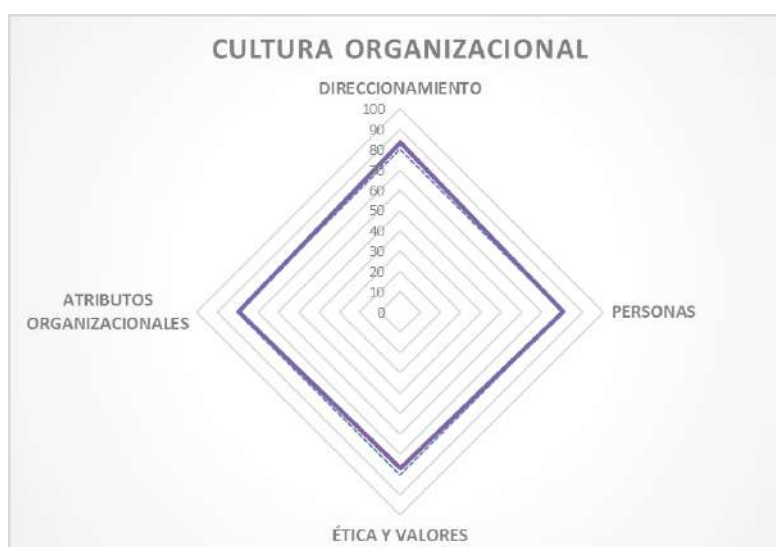 CULTURA ORGANIZACIONAL
DIRECCIONAMIENTO
100
90
80
70
60
50
40
30
20
10
0
ATRIBUTOS
ORGANIZACIONALES
PERSONAS
ÉTICA Y VALORES